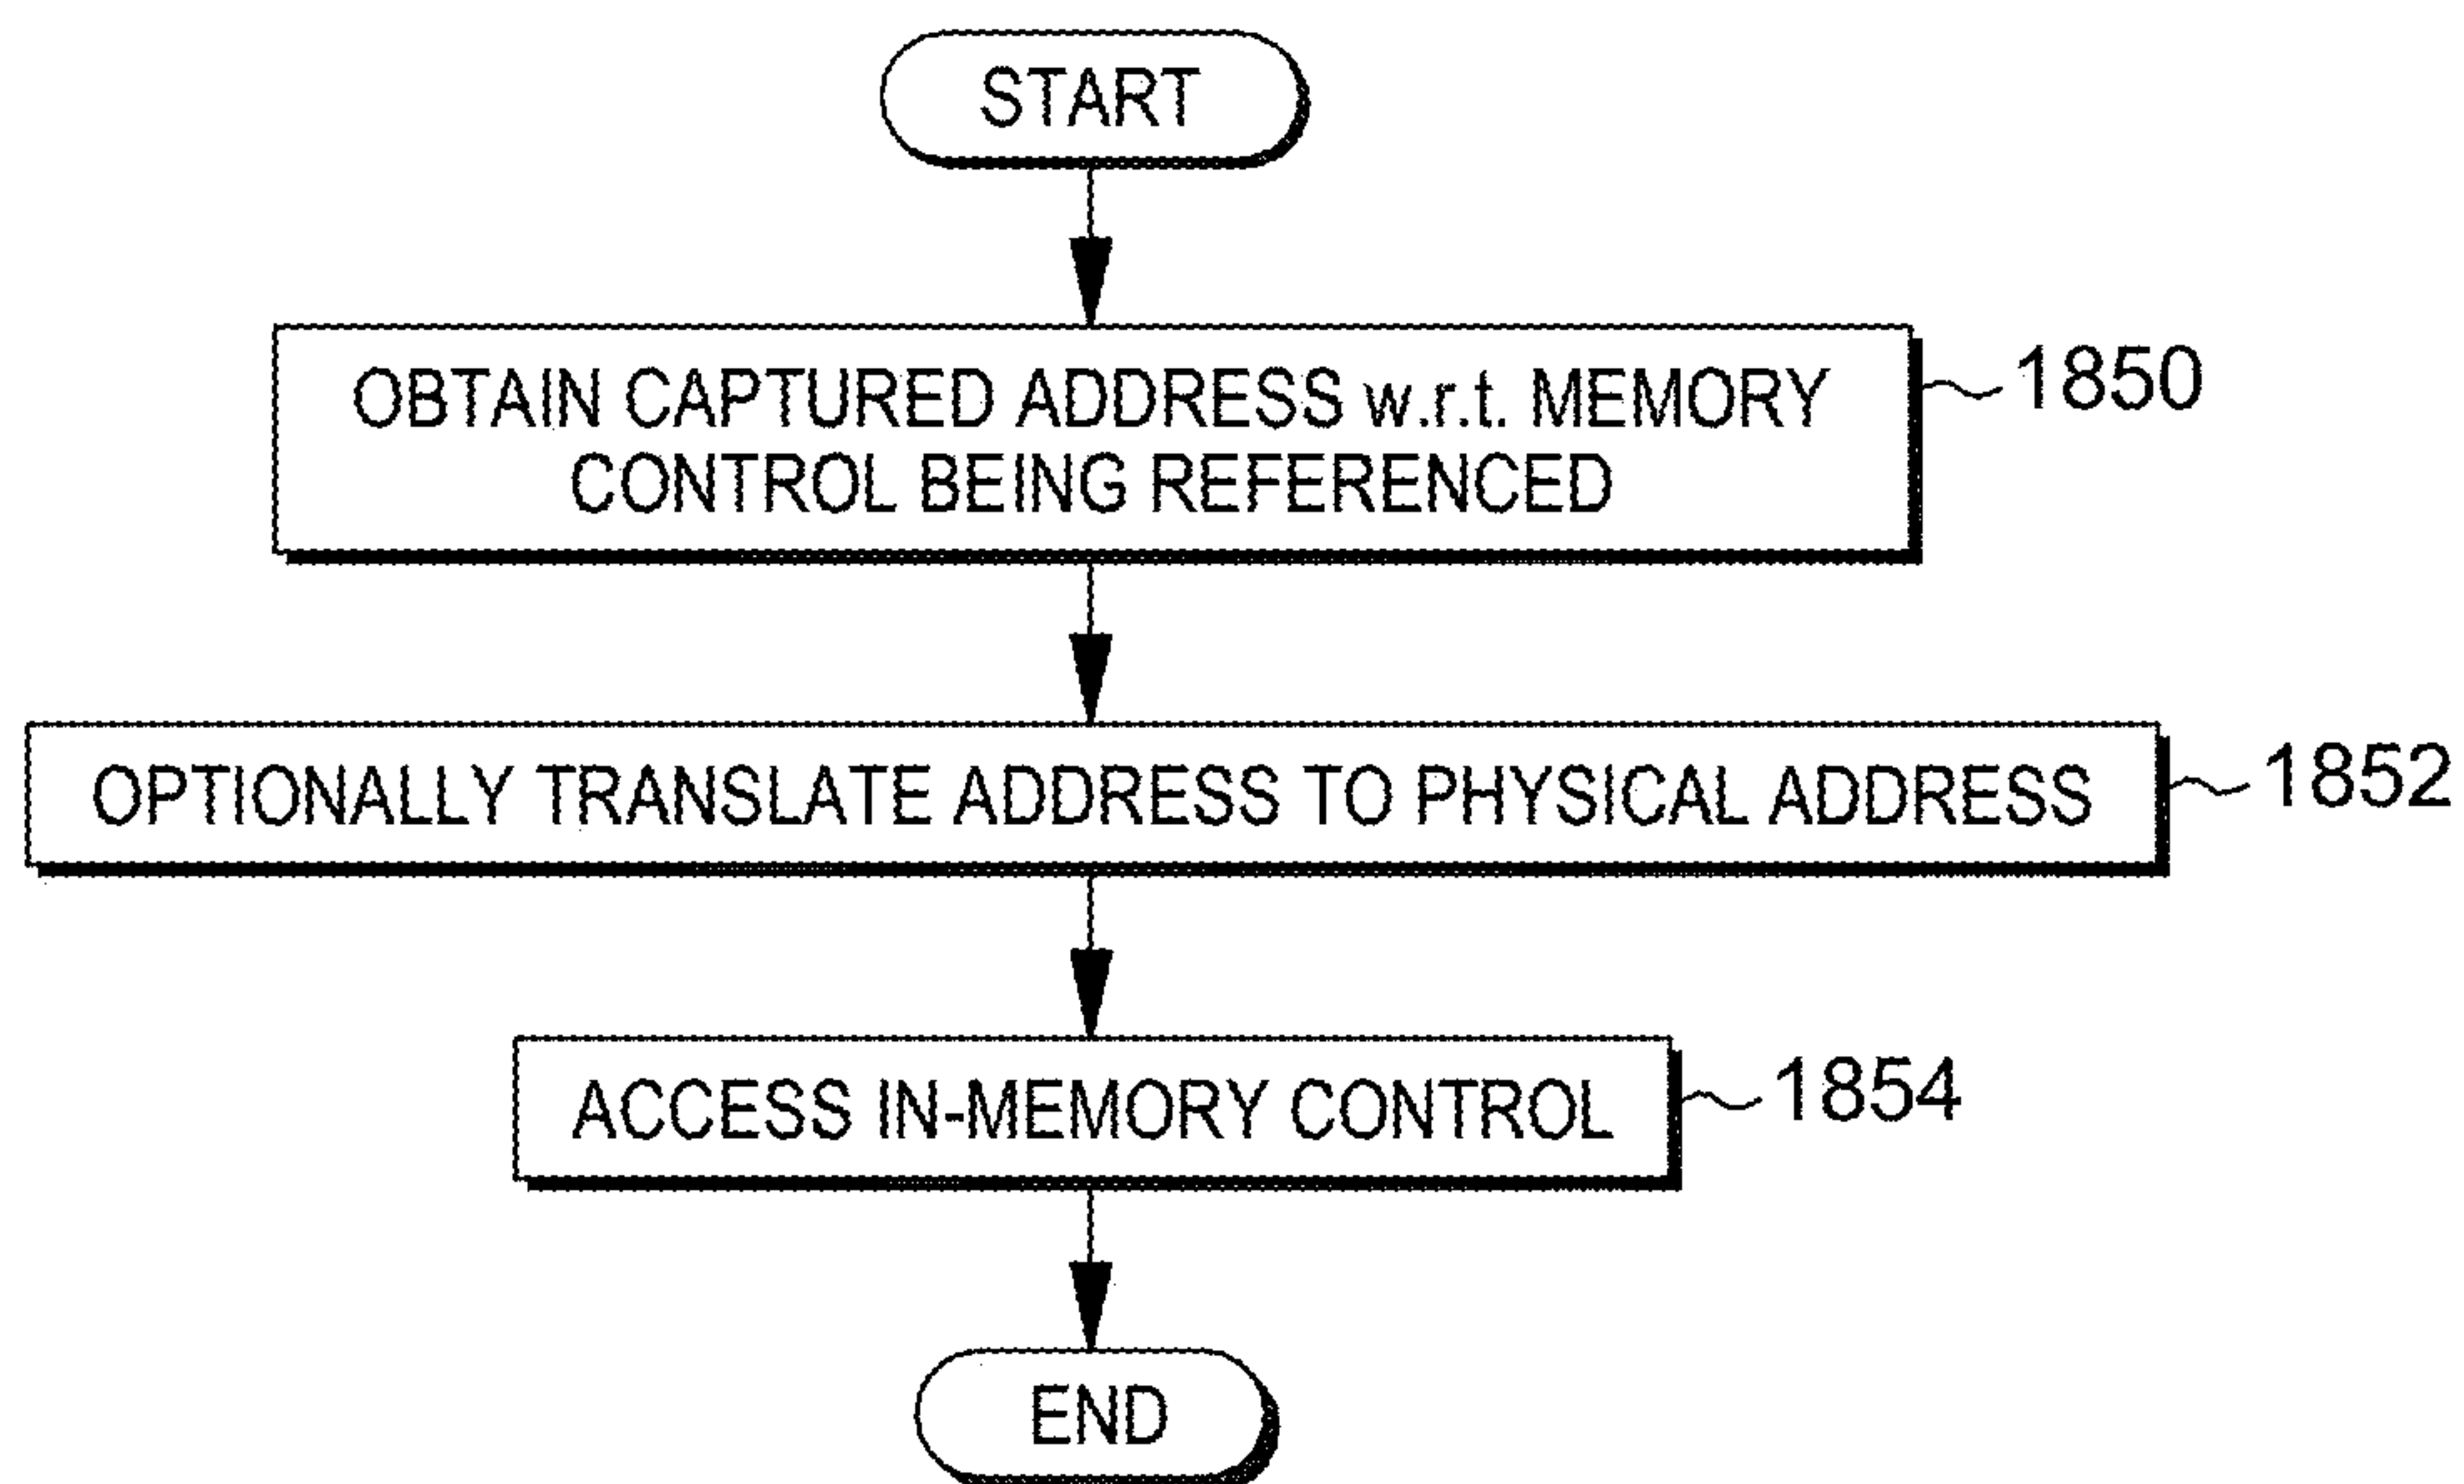 START
OBTAIN CAPTURED ADDRESS w.r.t. MEMORY
CONTROL BEING REFERENCED
1850
OPTIONALLY TRANSLATE ADDRESS TO PHYSICAL ADDRESS
1852
ACCESS IN-MEMORY CONTROL
1854
END